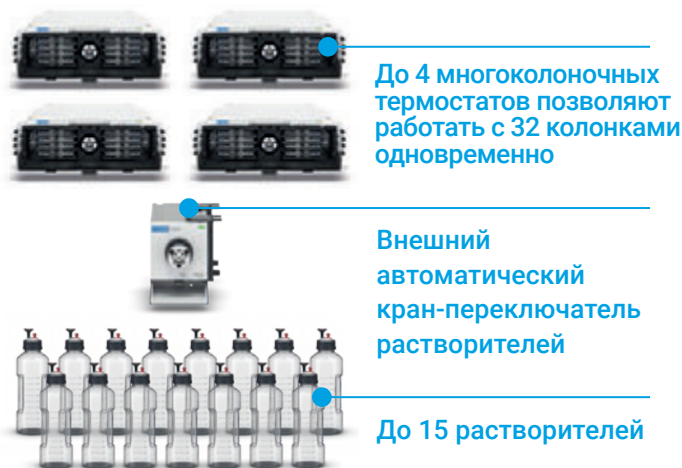 До 4 многоколоночных
термостатов позволяют
работать с 32 колонками
одновременно
Внешний
автоматический
кран-переключатель
растворителей
До 15 растворителей